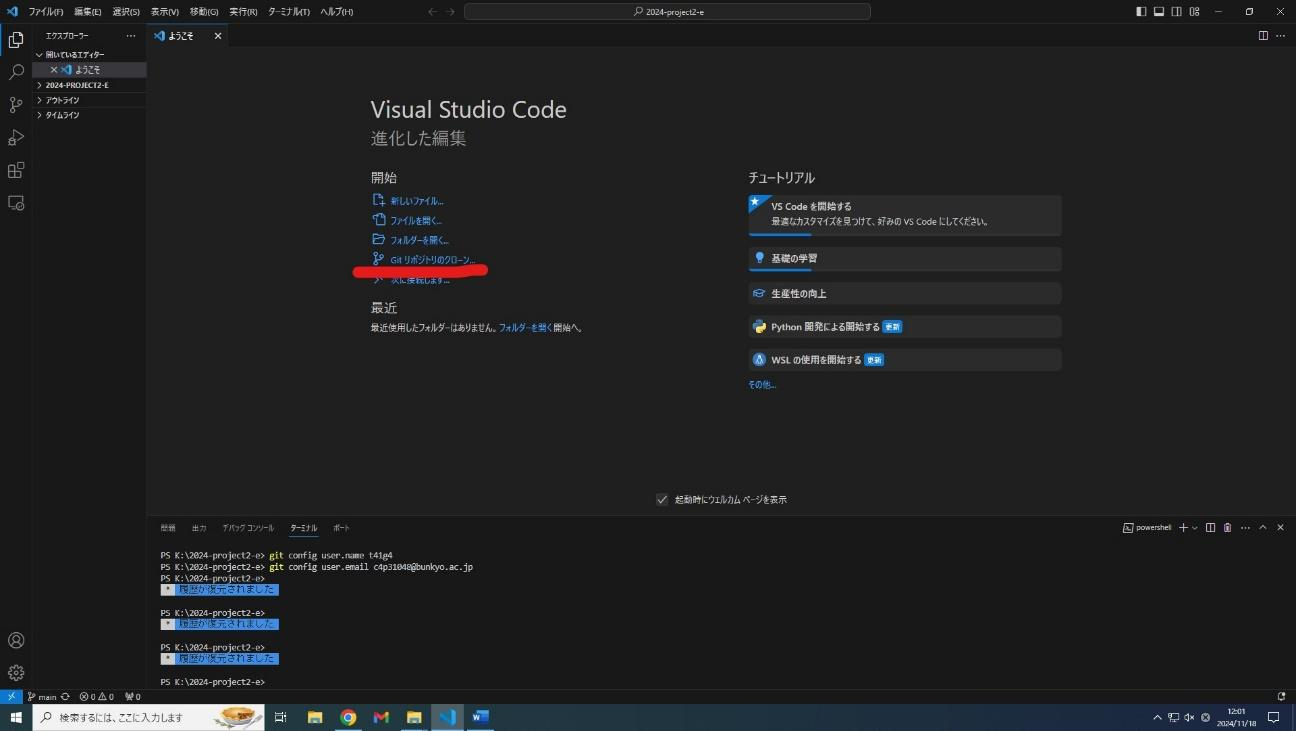 ファイル(F) 編集(E) 選択(S) 表示(V) 移動(G) 実行(R) ターミナル(T) ヘルプ(H)
2024-project2-e
エクスプローラー
ようこそ
開いているエディター
ようこそ
2024-PROJECT2-E
アウトライン
タイムライン
Visual Studio Code
進化した編集
開始
新しいファイル...
ファイルを開く...
フォルダーを開く...
Git リポジトリのクローン...
次に接続します...
最近
最近使用したフォルダーはありません。フォルダーを開く 開始へ。
チュートリアル
VS Code を開始する
最適なカスタマイズを見つけて、好みの VS Code にしてください。
基礎の学習
生産性の向上
Python 開発による開始する 更新
WSL の使用を開始する 更新
その他...
起動時にウェルカム ページを表示
問題 出力 デバッグ コンソール ターミナル ポート
powershell
PS K:\2024-project2-e> git config user.name t41g4
PS K:\2024-project2-e> git config user.email c4p31048@bunkyo.ac.jp
PS K:\2024-project2-e>
* 履歴が復元されました
PS K:\2024-project2-e>
* 履歴が復元されました
PS K:\2024-project2-e>
* 履歴が復元されました
PS K:\2024-project2-e>
main 0 0 0
検索するには、ここに入力します
12:01
2024/11/18